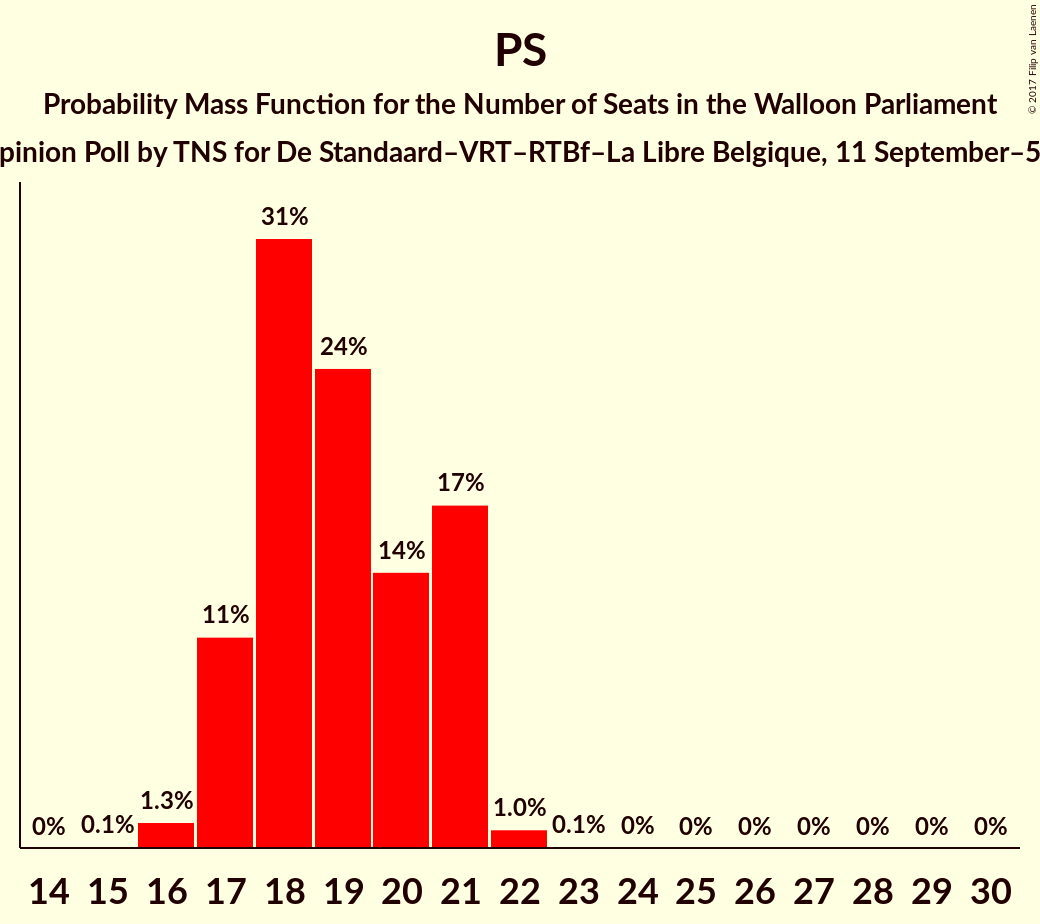 PS
Probability Mass Function for the Number of Seats in the Walloon Parliament
pinion Poll by TNS for De Standaard–VRT–RTBf–La Libre Belgique, 11 September–5
© 2017 Filip van Laenen
0% 0.1% 1.3% 11% 31% 24% 14% 17% 1.0% 0.1% 0% 0% 0% 0% 0% 0% 0%
14 15 16 17 18 19 20 21 22 23 24 25 26 27 28 29 30